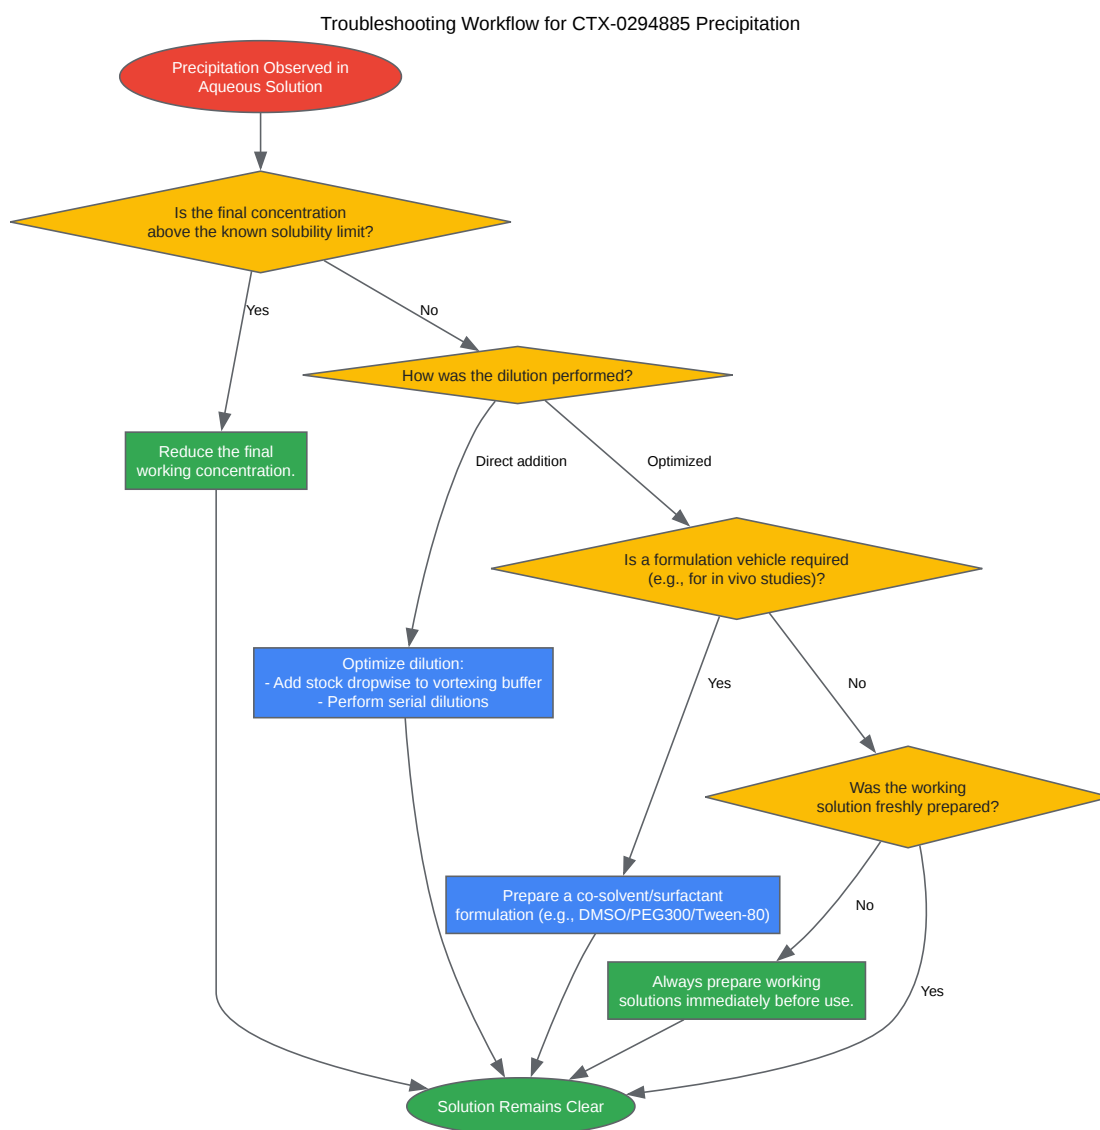 Troubleshooting Workflow for CTX-0294885 Precipitation
Precipitation Observed in
Aqueous Solution
Is the final concentration
above the known solubility limit?
Yes
No
How was the dilution performed?
Reduce the final
working concentration.
Direct addition
Optimized
Is a formulation vehicle required
(e.g., for in vivo studies)?
Optimize dilution:
- Add stock dropwise to vortexing buffer
- Perform serial dilutions
Yes
No
Was the working
solution freshly prepared?
Prepare a co-solvent/surfactant
formulation (e.g., DMSO/PEG300/Tween-80)
No
Always prepare working
solutions immediately before use.
Yes
Solution Remains Clear